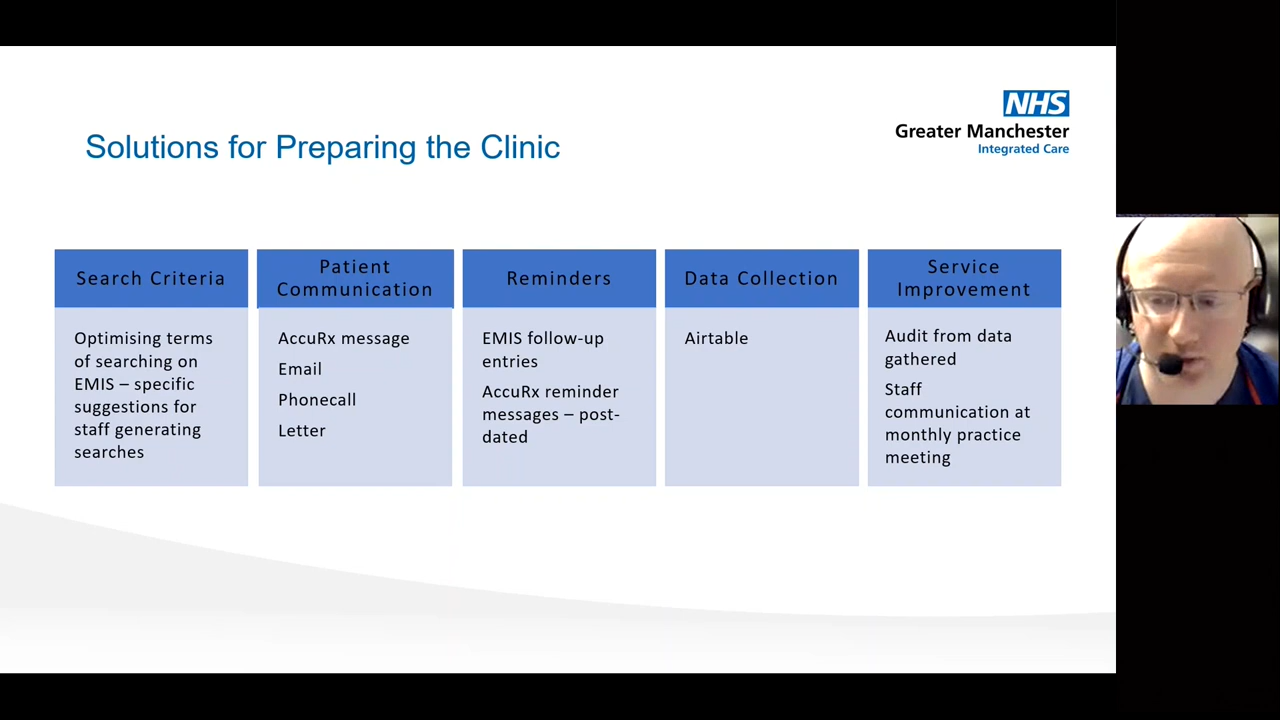 NHS
Greater Manchester
Integrated Care
Solutions for Preparing the Clinic
Search Criteria
Optimising terms
of searching on
EMIS – specific
suggestions for
staff generating
searches
Patient
Communication
AccuRx message
Email
Phonecall
Letter
Reminders
EMIS follow-up
entries
AccuRx reminder
messages – post-
dated
Data Collection
Airtable
Service
Improvement
Audit from data
gathered
Staff
communication at
monthly practice
meeting